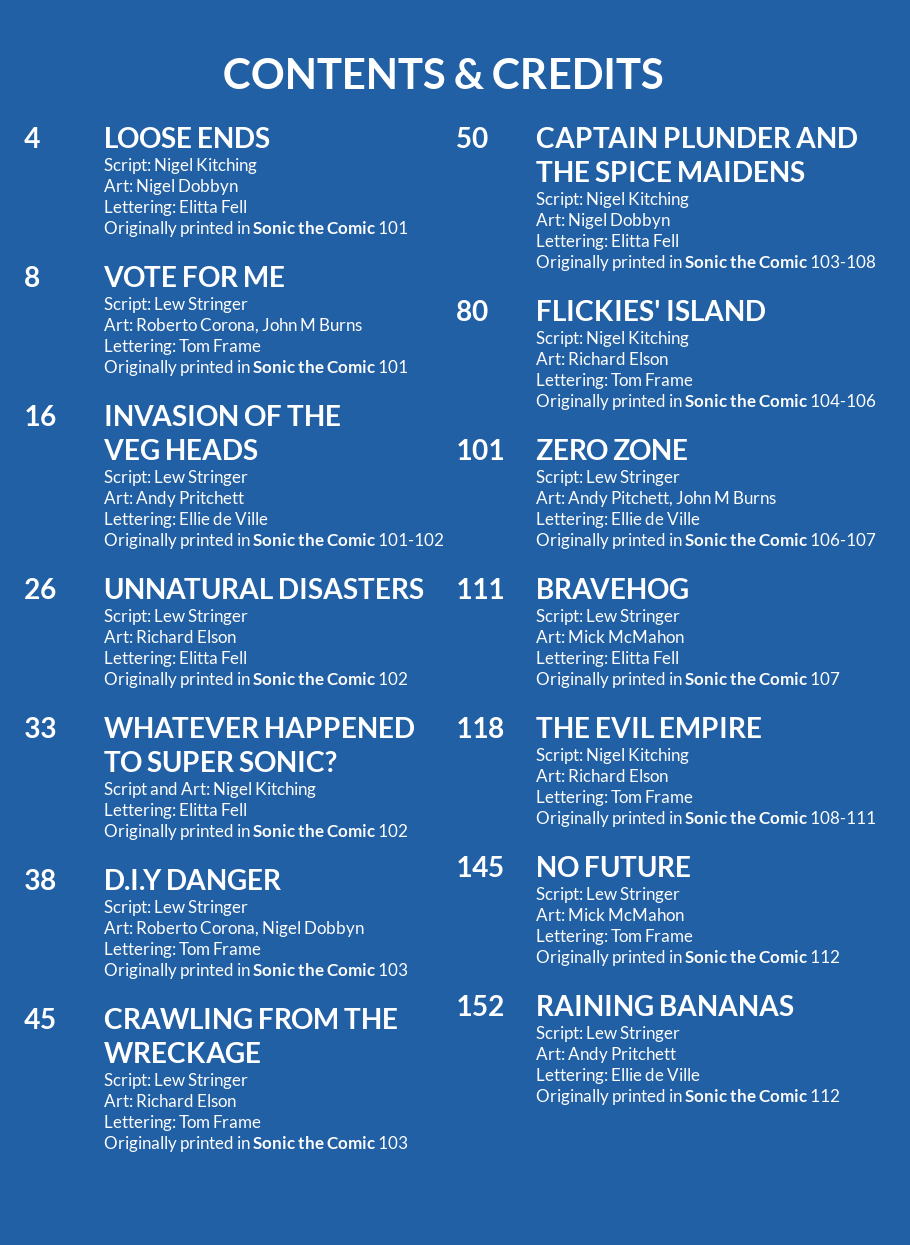 CONTENTS & CREDITS
4
LOOSE ENDS
Script: Nigel Kitching
Art: Nigel Dobbyn
Lettering: Elitta Fell
Originally printed in Sonic the Comic 101
8
VOTE FOR ME
Script: Lew Stringer
Art: Roberto Corona, John M Burns
Lettering: Tom Frame
Originally printed in Sonic the Comic 101
16
INVASION OF THE
VEG HEADS
Script: Lew Stringer
Art: Andy Pritchett
Lettering: Ellie de Ville
Originally printed in Sonic the Comic 101-102
26
UNNATURAL DISASTERS
Script: Lew Stringer
Art: Richard Elson
Lettering: Elitta Fell
Originally printed in Sonic the Comic 102
33
WHATEVER HAPPENED
TO SUPER SONIC?
Script and Art: Nigel Kitching
Lettering: Elitta Fell
Originally printed in Sonic the Comic 102
38
D.I.Y DANGER
Script: Lew Stringer
Art: Roberto Corona, Nigel Dobbyn
Lettering: Tom Frame
Originally printed in Sonic the Comic 103
45
CRAWLING FROM THE
WRECKAGE
Script: Lew Stringer
Art: Richard Elson
Lettering: Tom Frame
Originally printed in Sonic the Comic 103
50
CAPTAIN PLUNDER AND
THE SPICE MAIDENS
Script: Nigel Kitching
Art: Nigel Dobbyn
Lettering: Elitta Fell
Originally printed in Sonic the Comic 103-108
80
FLICKIES' ISLAND
Script: Nigel Kitching
Art: Richard Elson
Lettering: Tom Frame
Originally printed in Sonic the Comic 104-106
101
ZERO ZONE
Script: Lew Stringer
Art: Andy Pitchett, John M Burns
Lettering: Ellie de Ville
Originally printed in Sonic the Comic 106-107
111
BRAVEHOG
Script: Lew Stringer
Art: Mick McMahon
Lettering: Elitta Fell
Originally printed in Sonic the Comic 107
118
THE EVIL EMPIRE
Script: Nigel Kitching
Art: Richard Elson
Lettering: Tom Frame
Originally printed in Sonic the Comic 108-111
145
NO FUTURE
Script: Lew Stringer
Art: Mick McMahon
Lettering: Tom Frame
Originally printed in Sonic the Comic 112
152
RAINING BANANAS
Script: Lew Stringer
Art: Andy Pritchett
Lettering: Ellie de Ville
Originally printed in Sonic the Comic 112